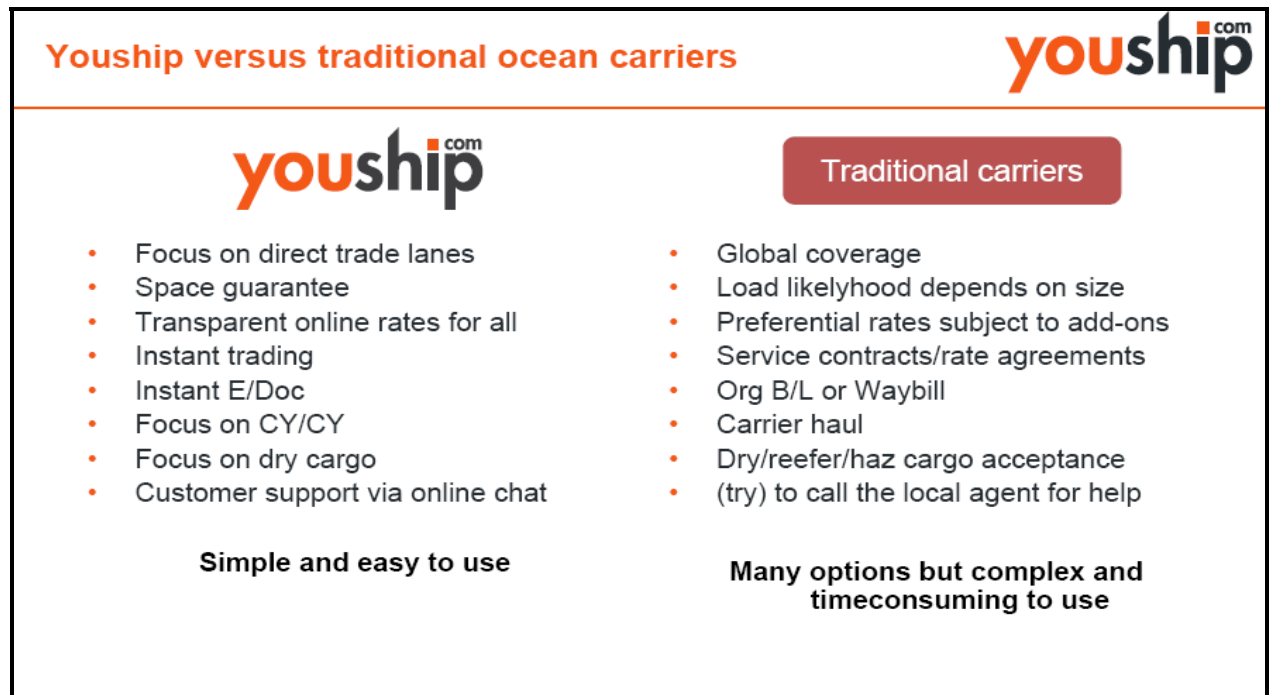 Youship versus traditional ocean carriers
youship.com
youship.com
• Focus on direct trade lanes
• Space guarantee
• Transparent online rates for all
• Instant trading
• Instant E/Doc
• Focus on CY/CY
• Focus on dry cargo
• Customer support via online chat
Simple and easy to use
Traditional carriers
• Global coverage
• Load likelyhood depends on size
• Preferential rates subject to add-ons
• Service contracts/rate agreements
• Org B/L or Waybill
• Carrier haul
• Dry/reefer/haz cargo acceptance
• (try) to call the local agent for help
Many options but complex and
timeconsuming to use